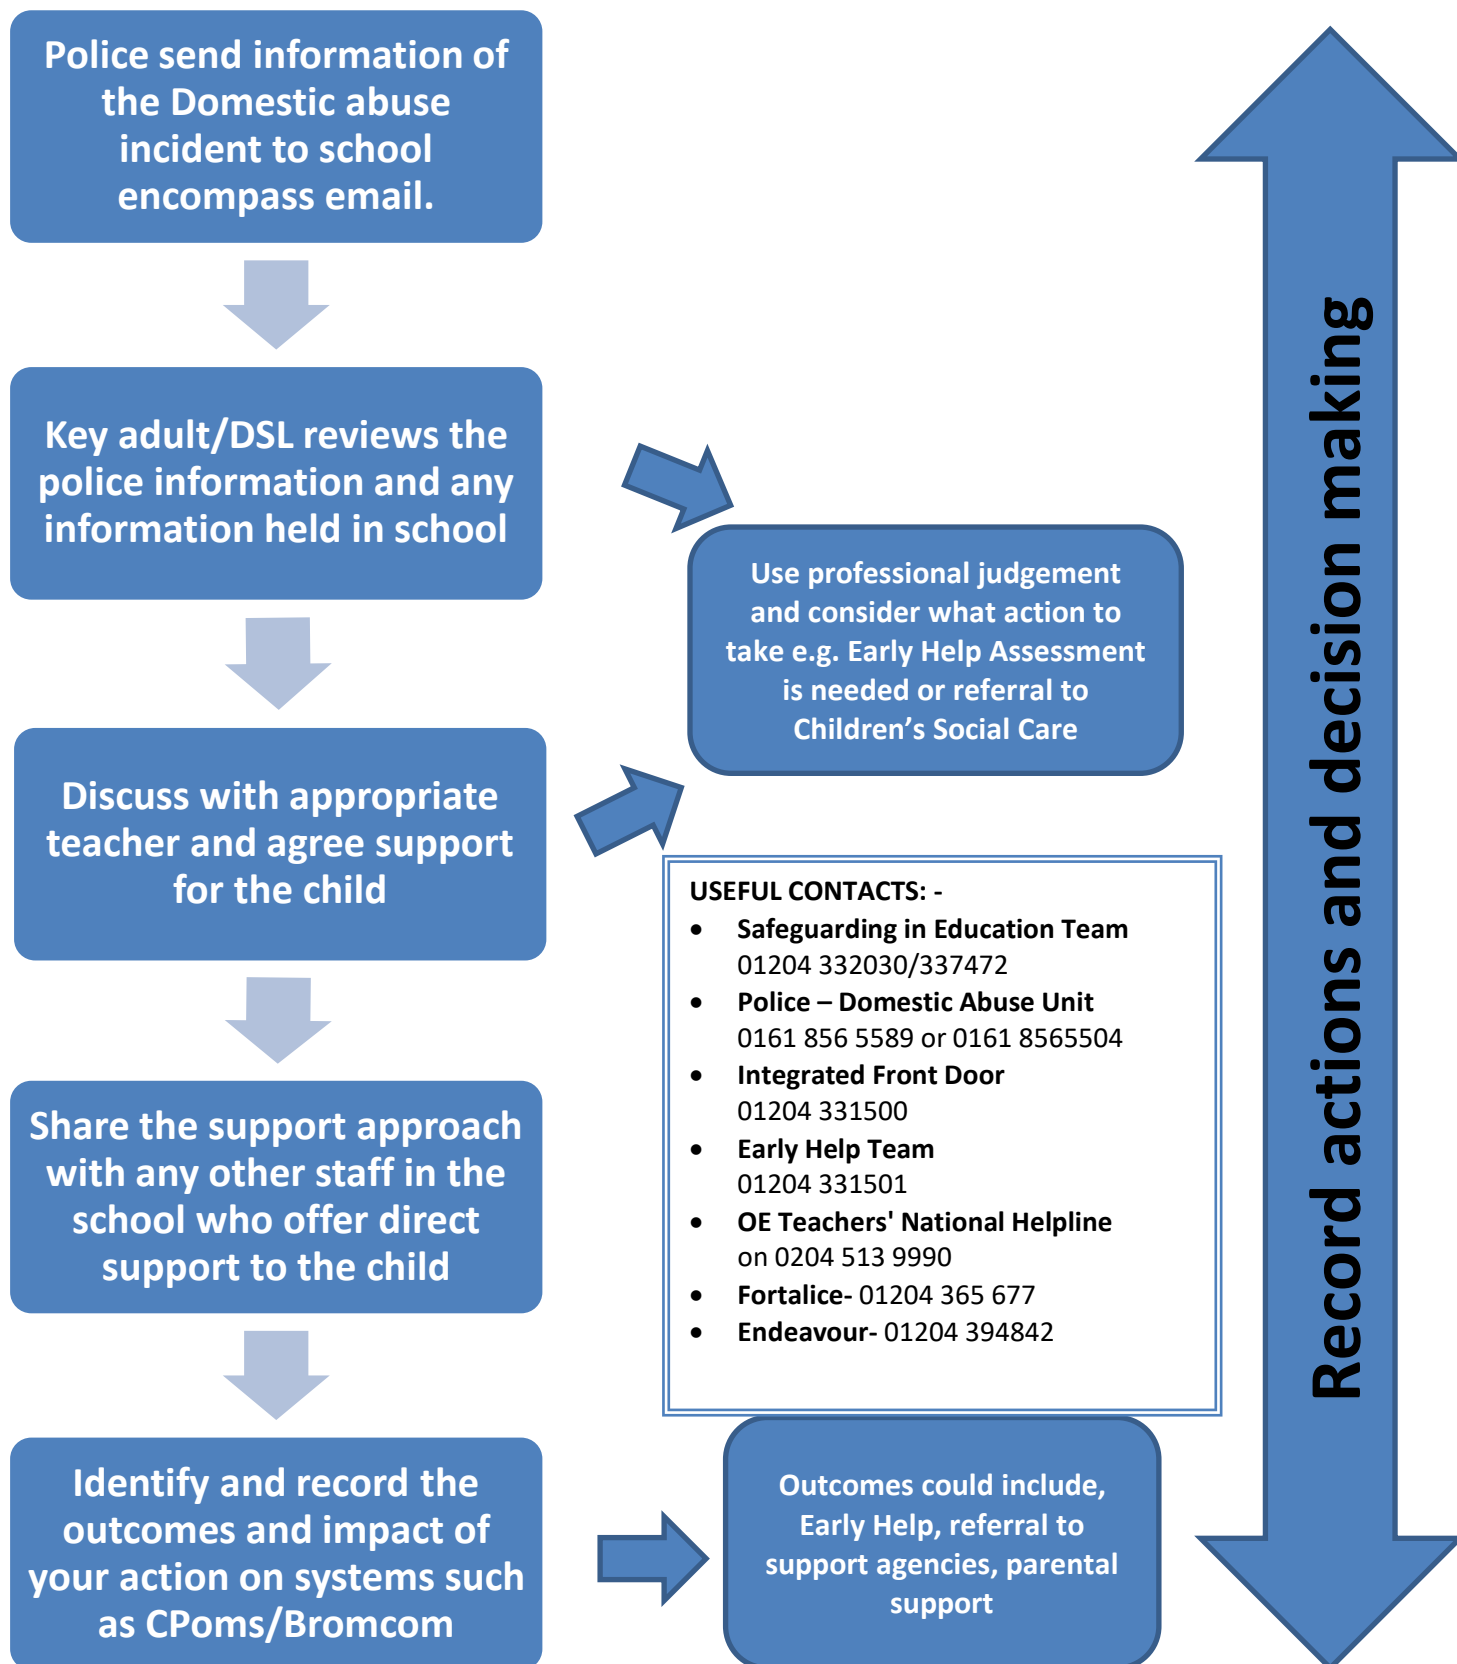 Police send information of
the Domestic abuse
incident to school
encompass email.
Key adult/DSL reviews the
police information and any
information held in school
Use professional judgement
and consider what action to
take e.g. Early Help Assessment
is needed or referral to
Children’s Social Care
Discuss with appropriate
teacher and agree support
for the child
USEFUL CONTACTS: -
• Safeguarding in Education Team
01204 332030/337472
• Police – Domestic Abuse Unit
0161 856 5589 or 0161 8565504
• Integrated Front Door
01204 331500
• Early Help Team
01204 331501
• OE Teachers' National Helpline
on 0204 513 9990
• Fortalice- 01204 365 677
• Endeavour- 01204 394842
Share the support approach
with any other staff in the
school who offer direct
support to the child
Identify and record the
outcomes and impact of
your action on systems such
as CPoms/Bromcom
Outcomes could include,
Early Help, referral to
support agencies, parental
support
Record actions and decision making